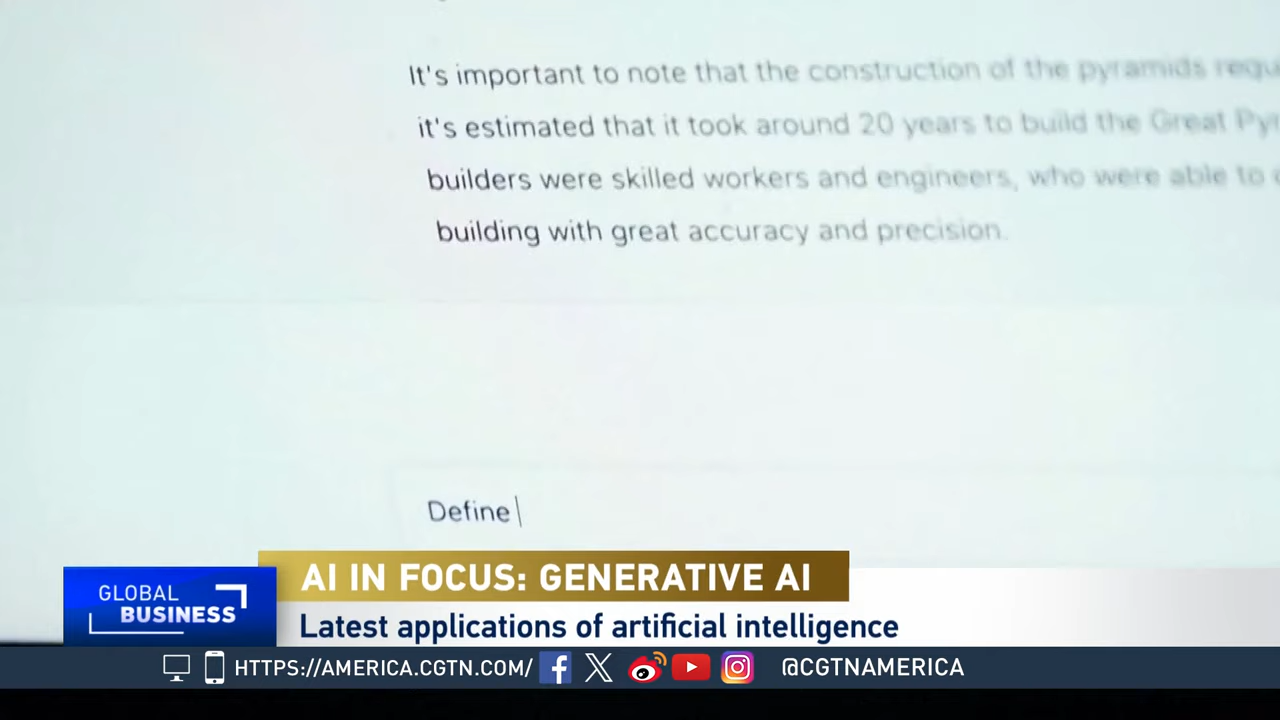 It's important to note that the construction of the pyramids
it's estimated that it took around 20 years to build the Great
builders were skilled workers and engineers, who were able to
building with great accuracy and precision.
Define
AI IN FOCUS: GENERATIVE AI
GLOBAL
BUSINESS
Latest applications of artificial intelligence
HTTPS://AMERICA.CGTN.COM/ @CGTNAMERICA